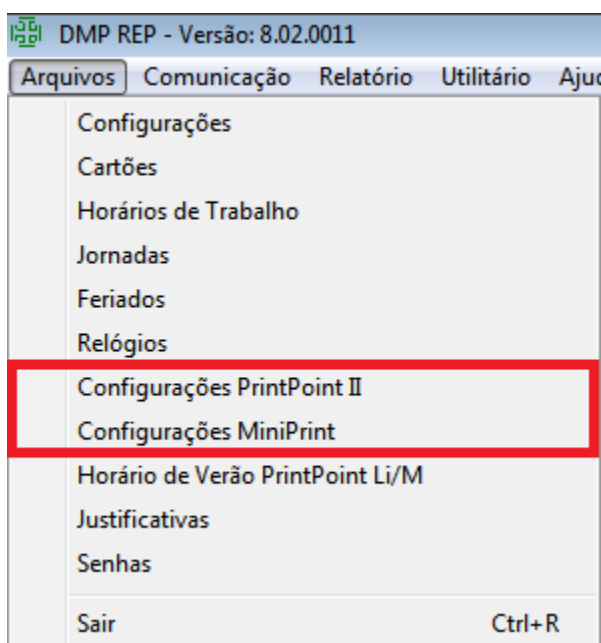 DMP REP - Versão: 8.02.0011
Arquivos Comunicação Relatório Utilitário
Configurações
Cartões
Horários de Trabalho
Jornadas
Feriados
Relógios
Configurações PrintPoint II
Configurações MiniPrint
Horário de Verão PrintPoint Li/M
Justificativas
Senhas
Sair Ctrl+R